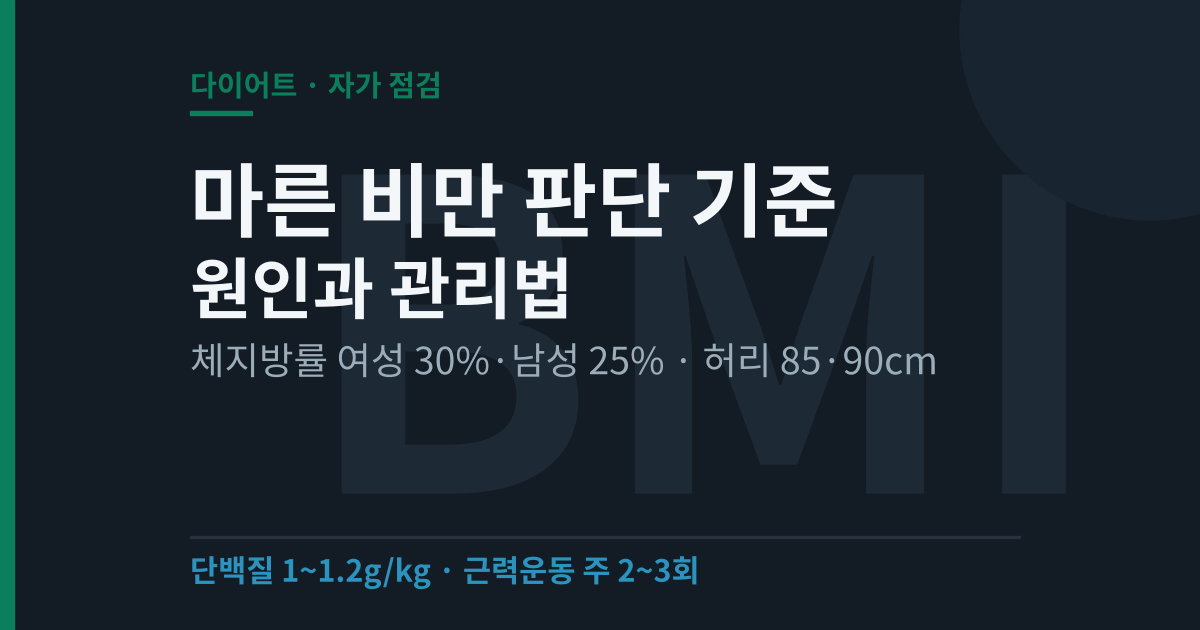 다이어트 · 자가 점검
마른 비만 판단 기준
원인과 관리법
체지방률 여성 30%·남성 25% · 허리 85·90cm
BMI
단백질 1~1.2g/kg · 근력운동 주 2~3회